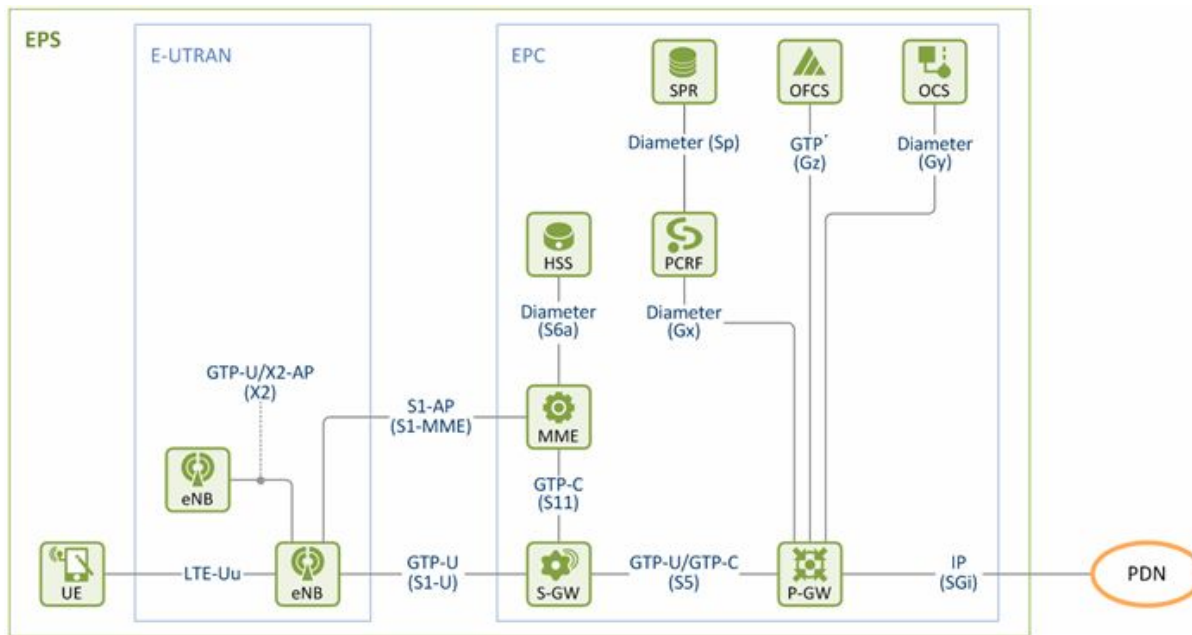 EPS
E-UTRAN
EPC
SPR
OFCS
OCS
Diameter (Sp)
GTP´
(Gz)
Diameter
(Gy)
HSS
PCRF
Diameter
(S6a)
Diameter
(Gx)
GTP-U/X2-AP
(X2)
S1-AP
(S1-MME)
MME
eNB
GTP-C
(S11)
UE
LTE-Uu
eNB
GTP-U
(S1-U)
S-GW
GTP-U/GTP-C
(S5)
P-GW
IP
(SGi)
PDN